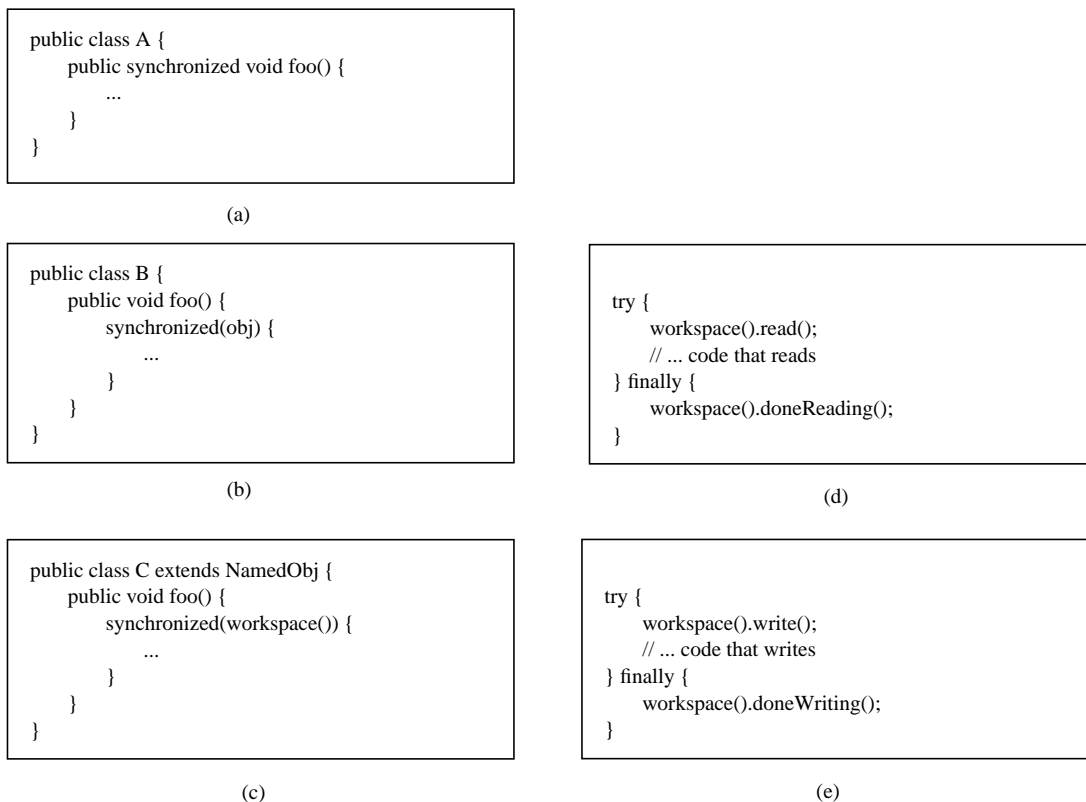 public class A {
public synchronized void foo() {
...
}
}
(a)
public class B {
public void foo() {
synchronized(obj) {
...
}
}
}
(b)
public class C extends NamedObj {
public void foo() {
synchronized(workspace()) {
...
}
}
}
(c)
try {
workspace().read();
// ... code that reads
} finally {
workspace().doneReading();
}
(d)
try {
workspace().write();
// ... code that writes
} finally {
workspace().doneWriting();
}
(e)